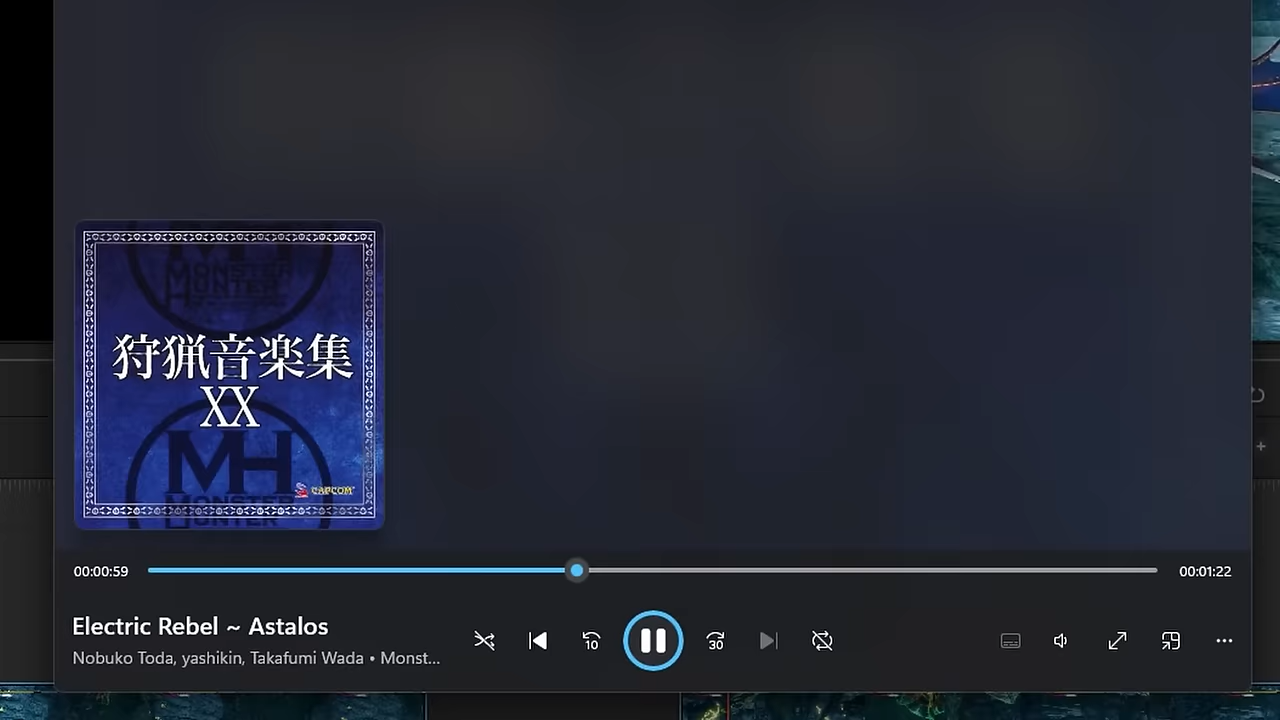 MH
MONSTER
HUNTER
狩猟音楽集
XX
MH
CAPCOM
MONSTER
HUNTER
00:00:59
00:01:22
Electric Rebel ~ Astalos
10
30
Nobuko Toda, yashikin, Takafumi Wada • Monst...